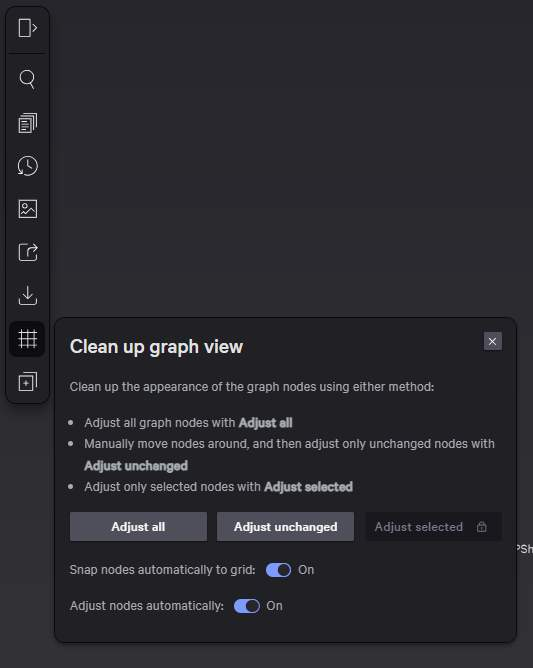 Clean up graph view
Clean up the appearance of the graph nodes using either method:
Adjust all graph nodes with Adjust all
Manually move nodes around, and then adjust only unchanged nodes with
Adjust unchanged
Adjust only selected nodes with Adjust selected
Adjust all Adjust unchanged Adjust selected
Snap nodes automatically to grid: On
Adjust nodes automatically: On